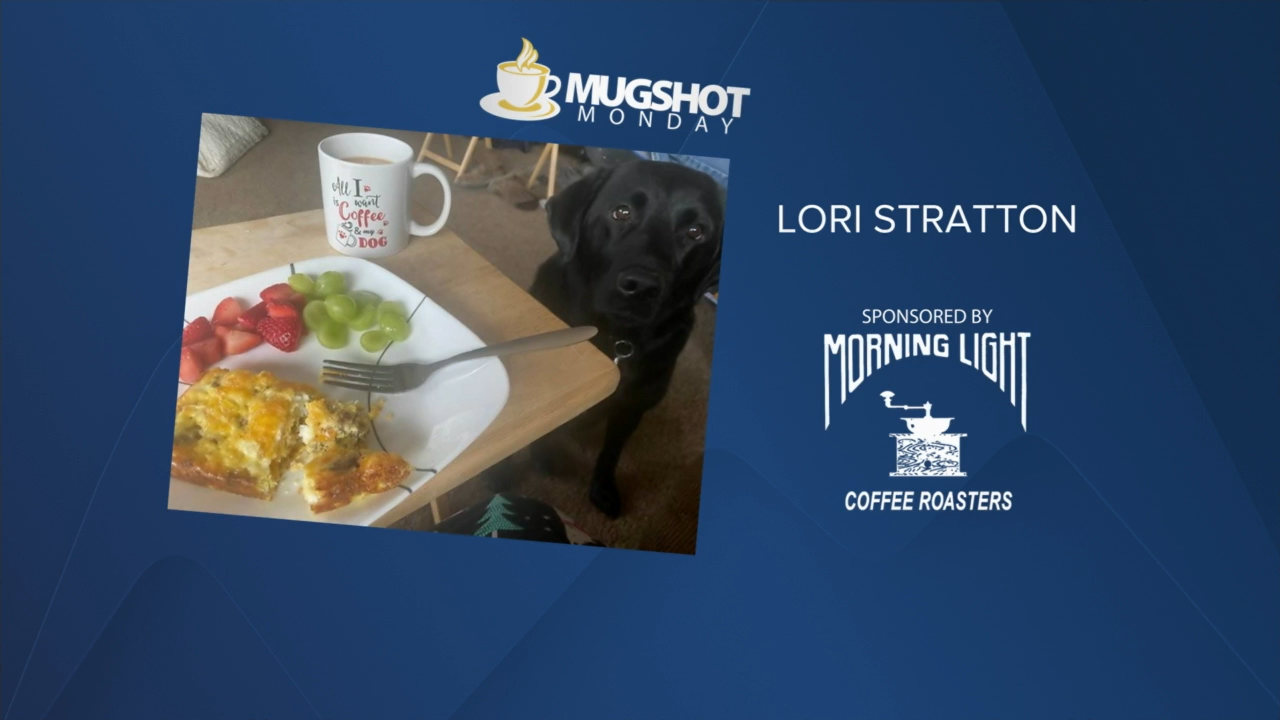 MUGSHOT
MONDAY
All I
is want
Coffee
& my
DOG
LORI STRATTON
SPONSORED BY
MORNING LIGHT
COFFEE ROASTERS